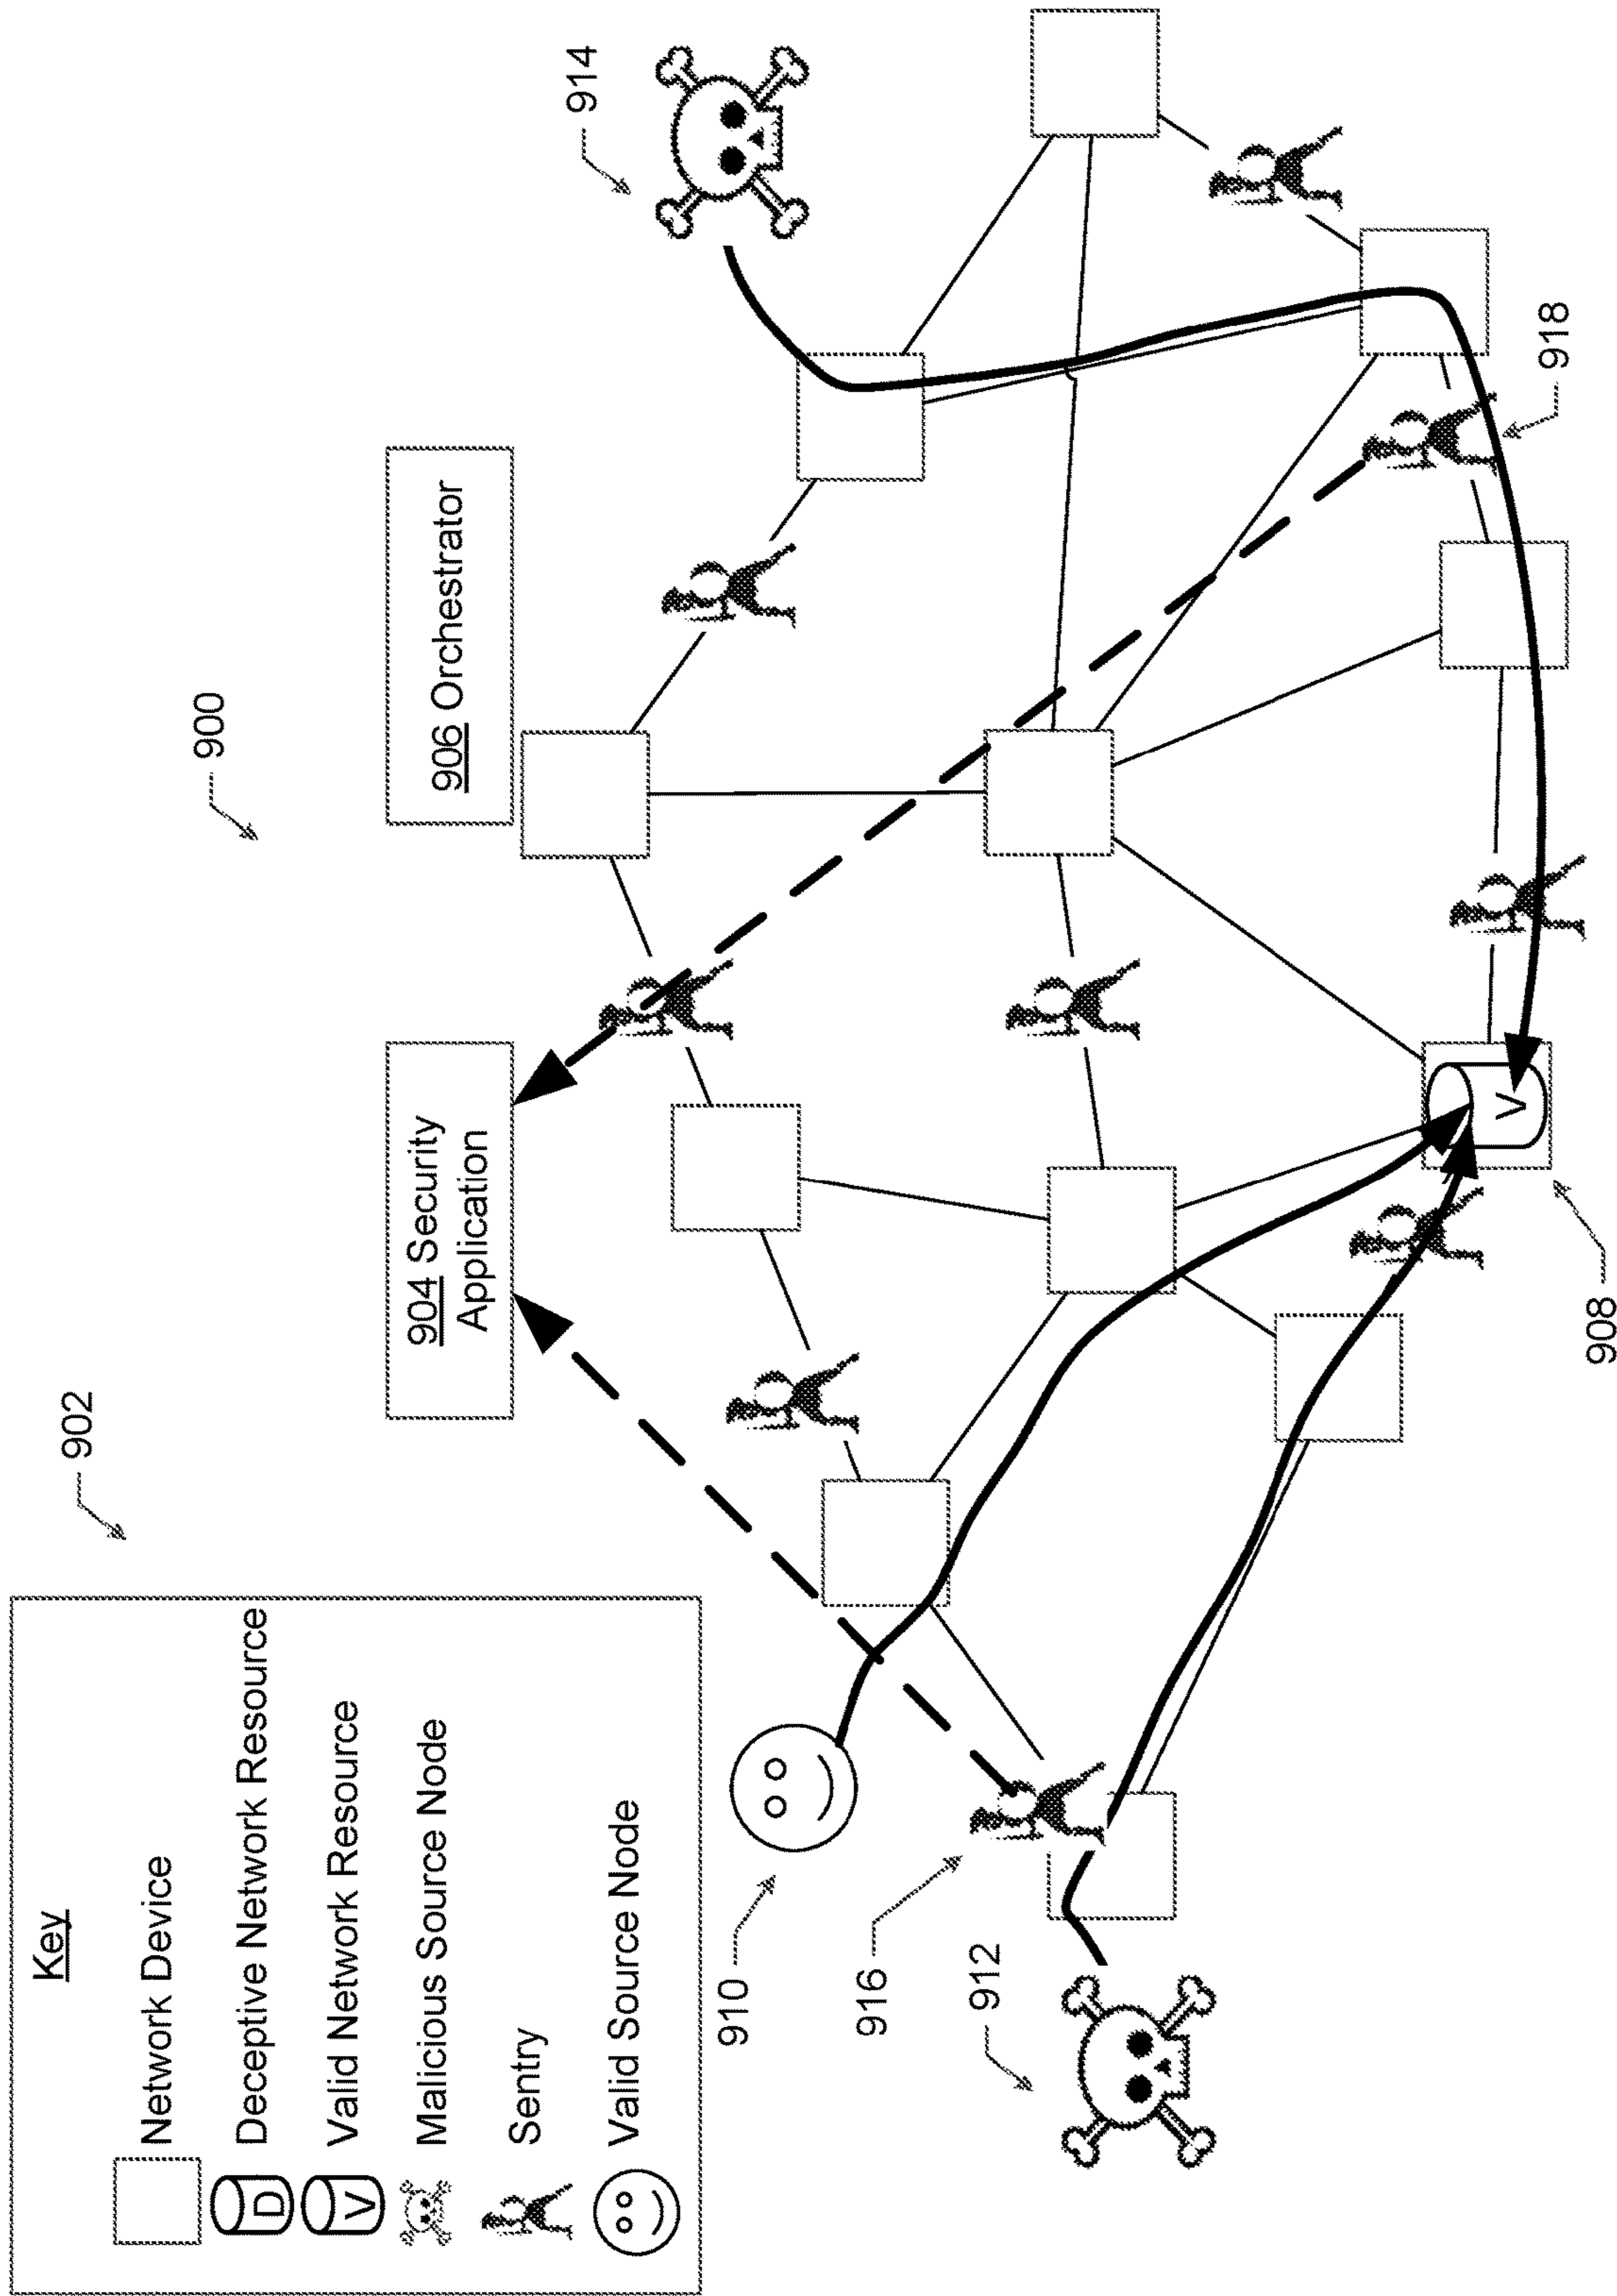 900
902
Key
Network Device
D
Deceptive Network Resource
V
Valid Network Resource
Malicious Source Node
Sentry
Valid Source Node
904 Security
Application
906 Orchestrator
914
910
916
912
918
V
908